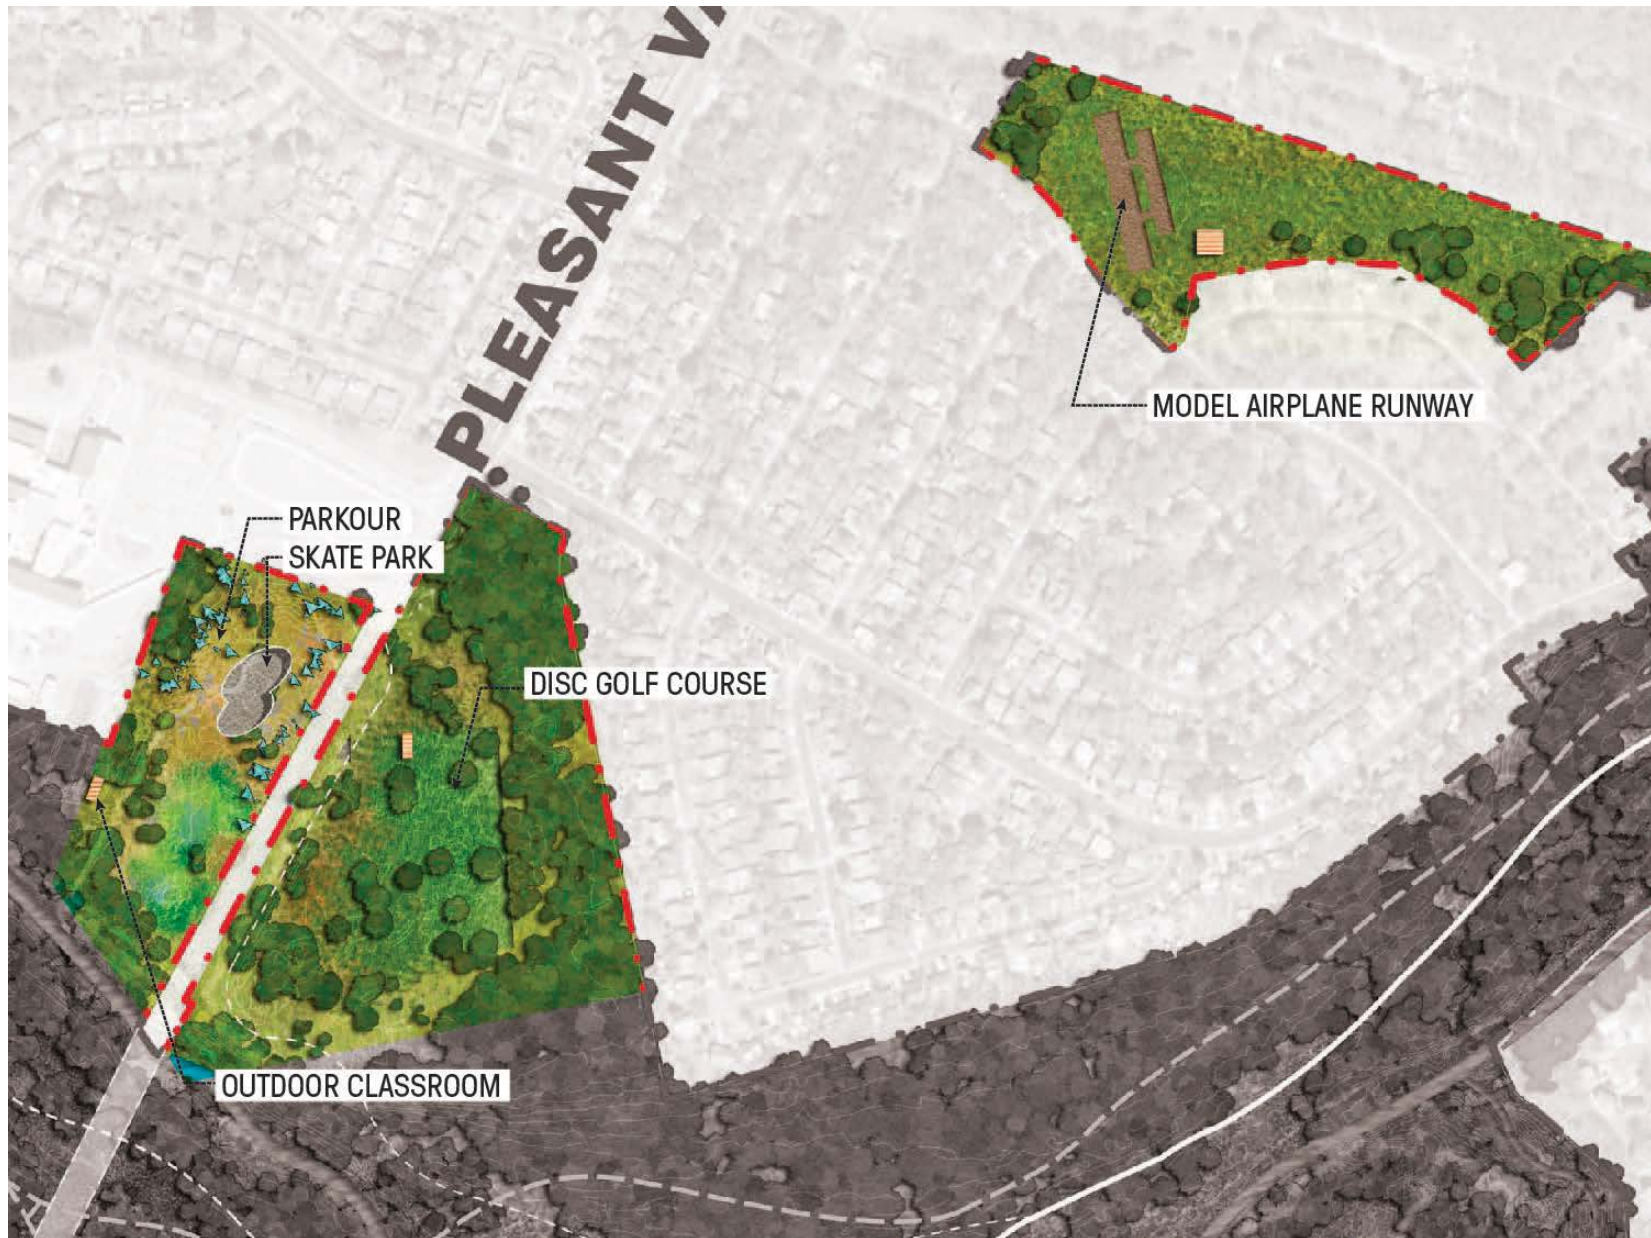 PLEASANT
MODEL AIRPLANE RUNWAY
PARKOUR
SKATE PARK
DISC GOLF COURSE
OUTDOOR CLASSROOM